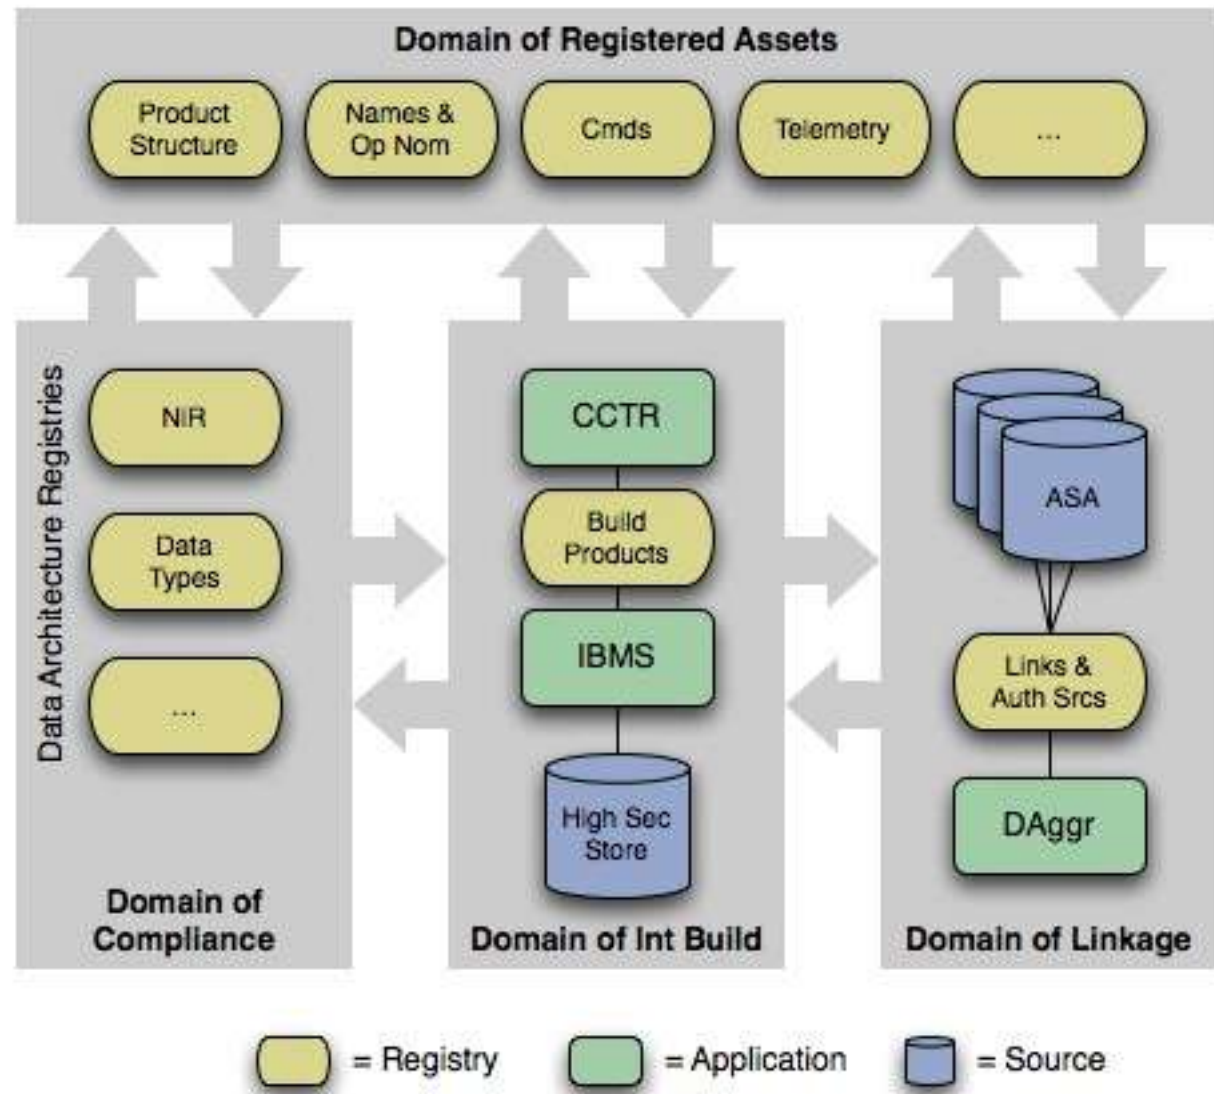 Domain of Registered Assets
Product
Structure
Names &
Op Nom
Cmds
Telemetry
...
Data Architecture Registries
NIR
Data
Types
...
Domain of
Compliance
CCTR
Build
Products
IBMS
High Sec
Store
Domain of Int Build
ASA
Links &
Auth Srcs
DAggr
Domain of Linkage
= Registry
= Application
= Source